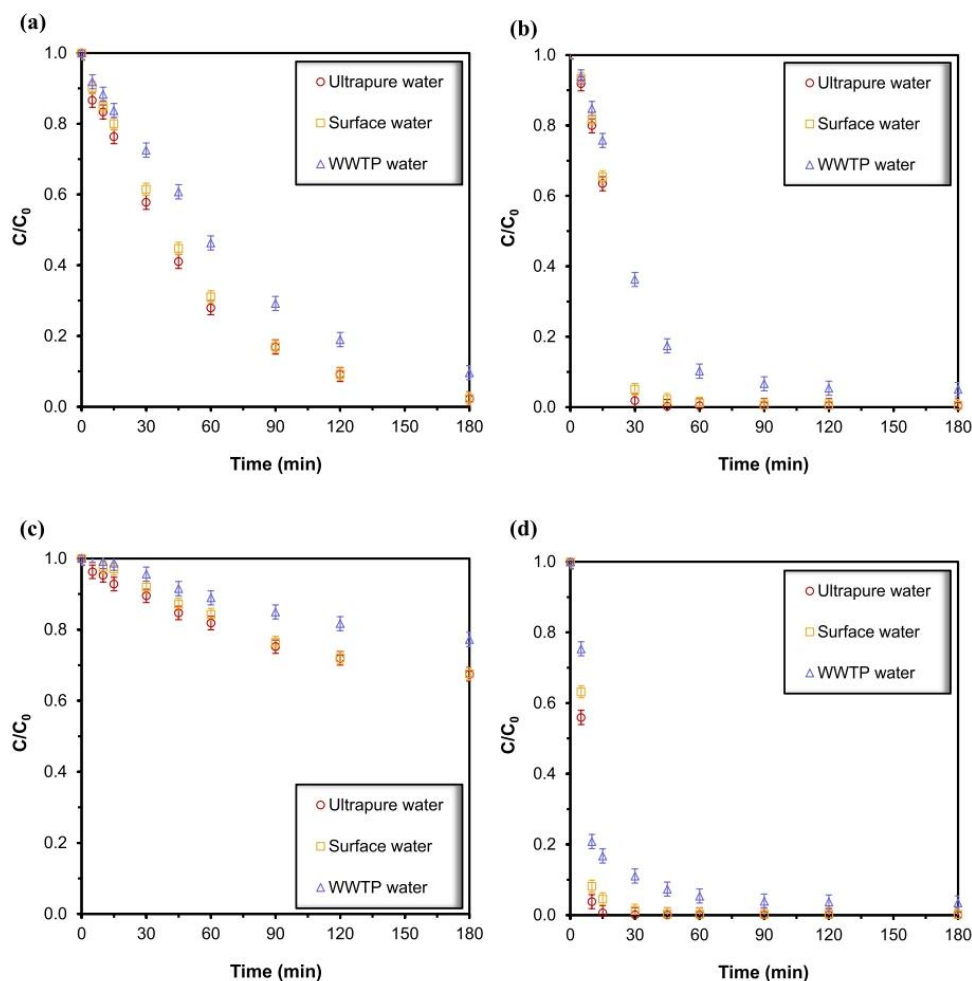 (a)
1.0
0.8
0.6
0.4
0.2
0.0
C/C0
0 30 60 90 120 150 180
Time (min)
Ultrapure water
Surface water
WWTP water
(b)
1.0
0.8
0.6
0.4
0.2
0.0
C/C0
0 30 60 90 120 150 180
Time (min)
Ultrapure water
Surface water
WWTP water
(c)
1.0
0.8
0.6
0.4
0.2
0.0
C/C0
0 30 60 90 120 150 180
Time (min)
Ultrapure water
Surface water
WWTP water
(d)
1.0
0.8
0.6
0.4
0.2
0.0
C/C0
0 30 60 90 120 150 180
Time (min)
Ultrapure water
Surface water
WWTP water